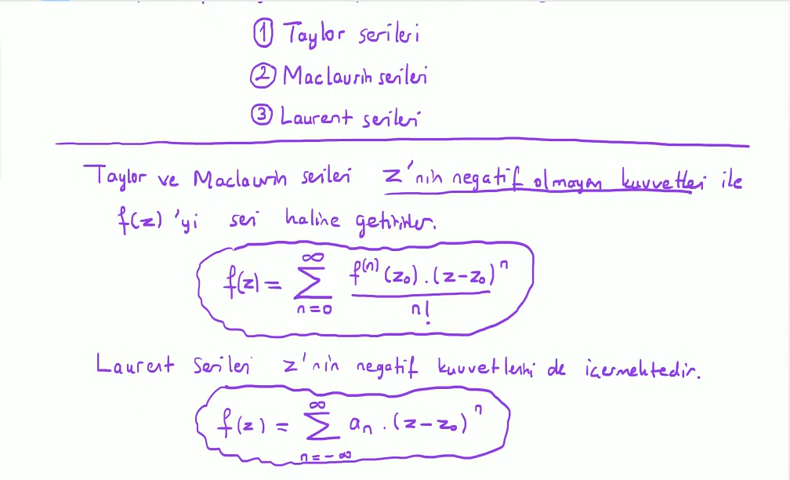 ① Taylor serileri
② Maclaurin serileri
③ Laurent serileri
Taylor ve Maclaurin serileri z'nin negatif olmayan kuvvetleri ile
f(z)'yi seri haline getirirler.
f(z) = ∑_{n=0}^{∞} \frac{f^{(n)}(z₀).(z-z₀)^n}{n!}
Laurent serileri z'nin negatif kuvvetlerini de içermektedir.
f(z) = ∑_{n=-∞}^{∞} aₙ.(z-z₀)^n